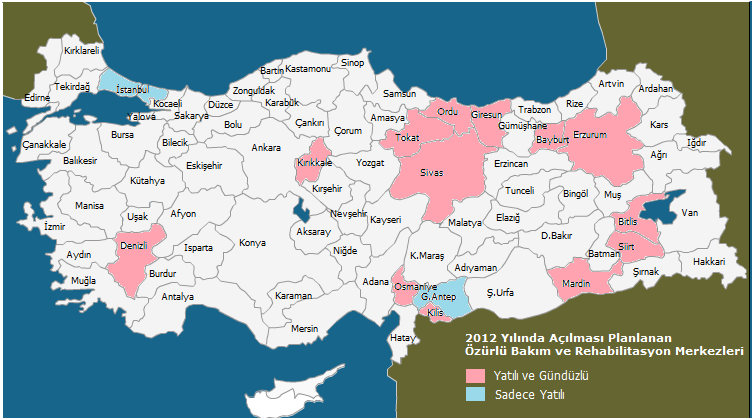 Kırklareli
Edirne
Tekirdağ
İstanbul
Kocaeli
Yalova
Sakarya
Düzce
Zonguldak
Bartın
Karabük
Kastamonu
Sinop
Samsun
Ordu
Giresun
Trabzon
Rize
Artvin
Ardahan
Çanakkale
Bursa
Bilecik
Bolu
Çankırı
Çorum
Amasya
Tokat
Gümüşhane
Bayburt
Erzurum
Kars
Iğdır
Balıkesir
Kütahya
Eskişehir
Ankara
Kırıkkale
Yozgat
Sivas
Erzincan
Ağrı
Manisa
Uşak
Afyon
Kırşehir
Nevşehir
Kayseri
Malatya
Tunceli
Elazığ
Bingöl
Muş
Bitlis
Van
İzmir
Aydın
Denizli
Isparta
Konya
Aksaray
Niğde
K.Maraş
Adıyaman
D.Bakır
Batman
Siirt
Şırnak
Hakkari
Muğla
Burdur
Antalya
Karaman
Mersin
Adana
Osmaniye
G.Antep
Kilis
Ş.Urfa
Mardin
Hatay
2012 Yılında Açılması Planlanan
Özürlü Bakım ve Rehabilitasyon Merkezleri
Yatılı ve Gündüzlü
Sadece Yatılı